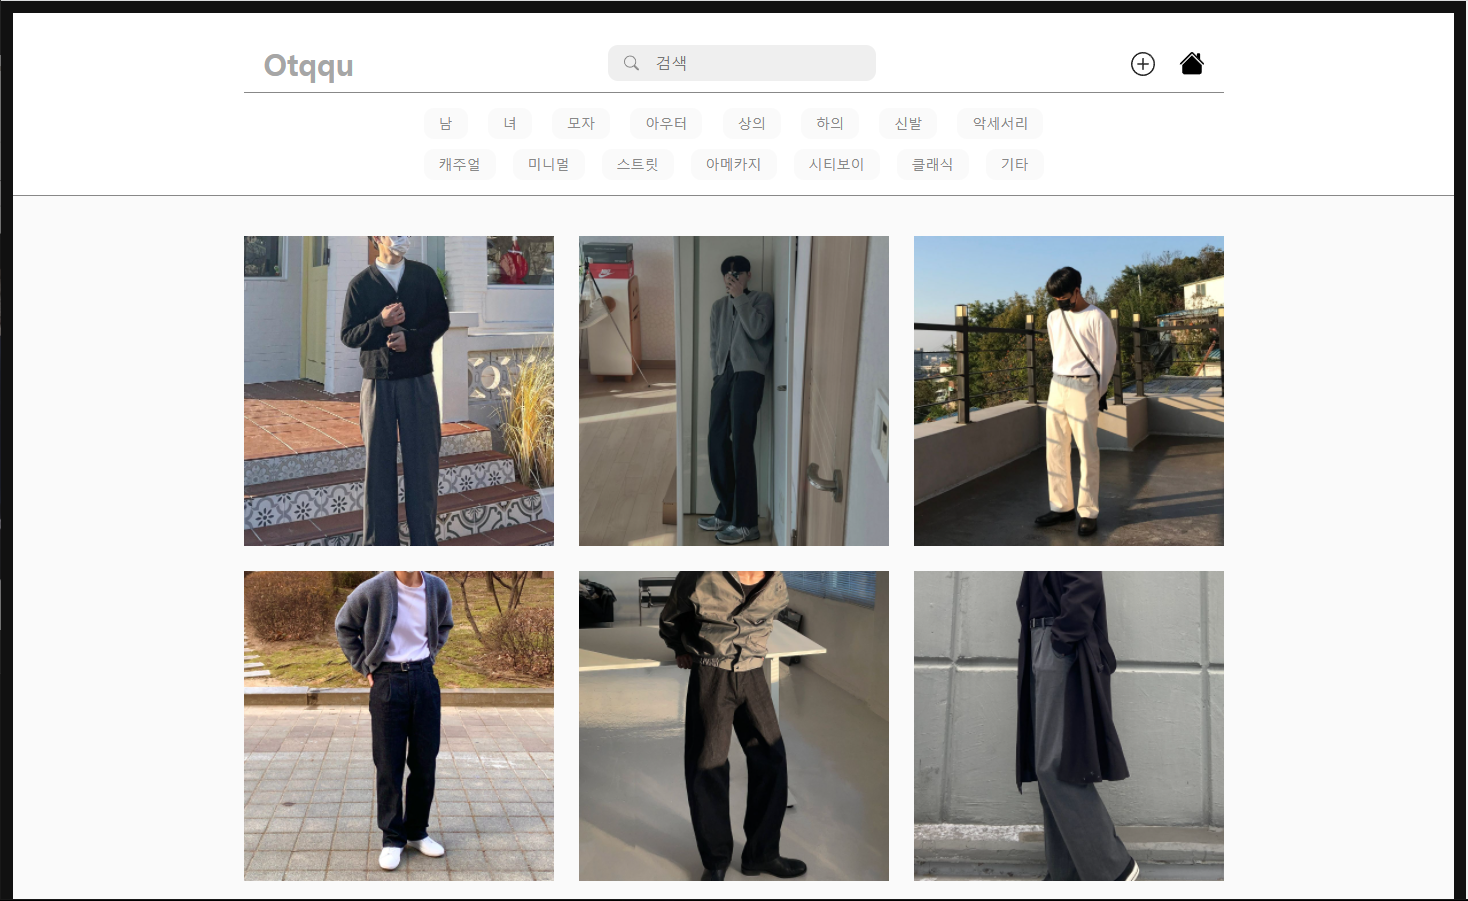 Otqqu
검색
남 녀 모자 아우터 상의 하의 신발 악세서리
캐주얼 미니멀 스트릿 아메카지 시티보이 클래식 기타